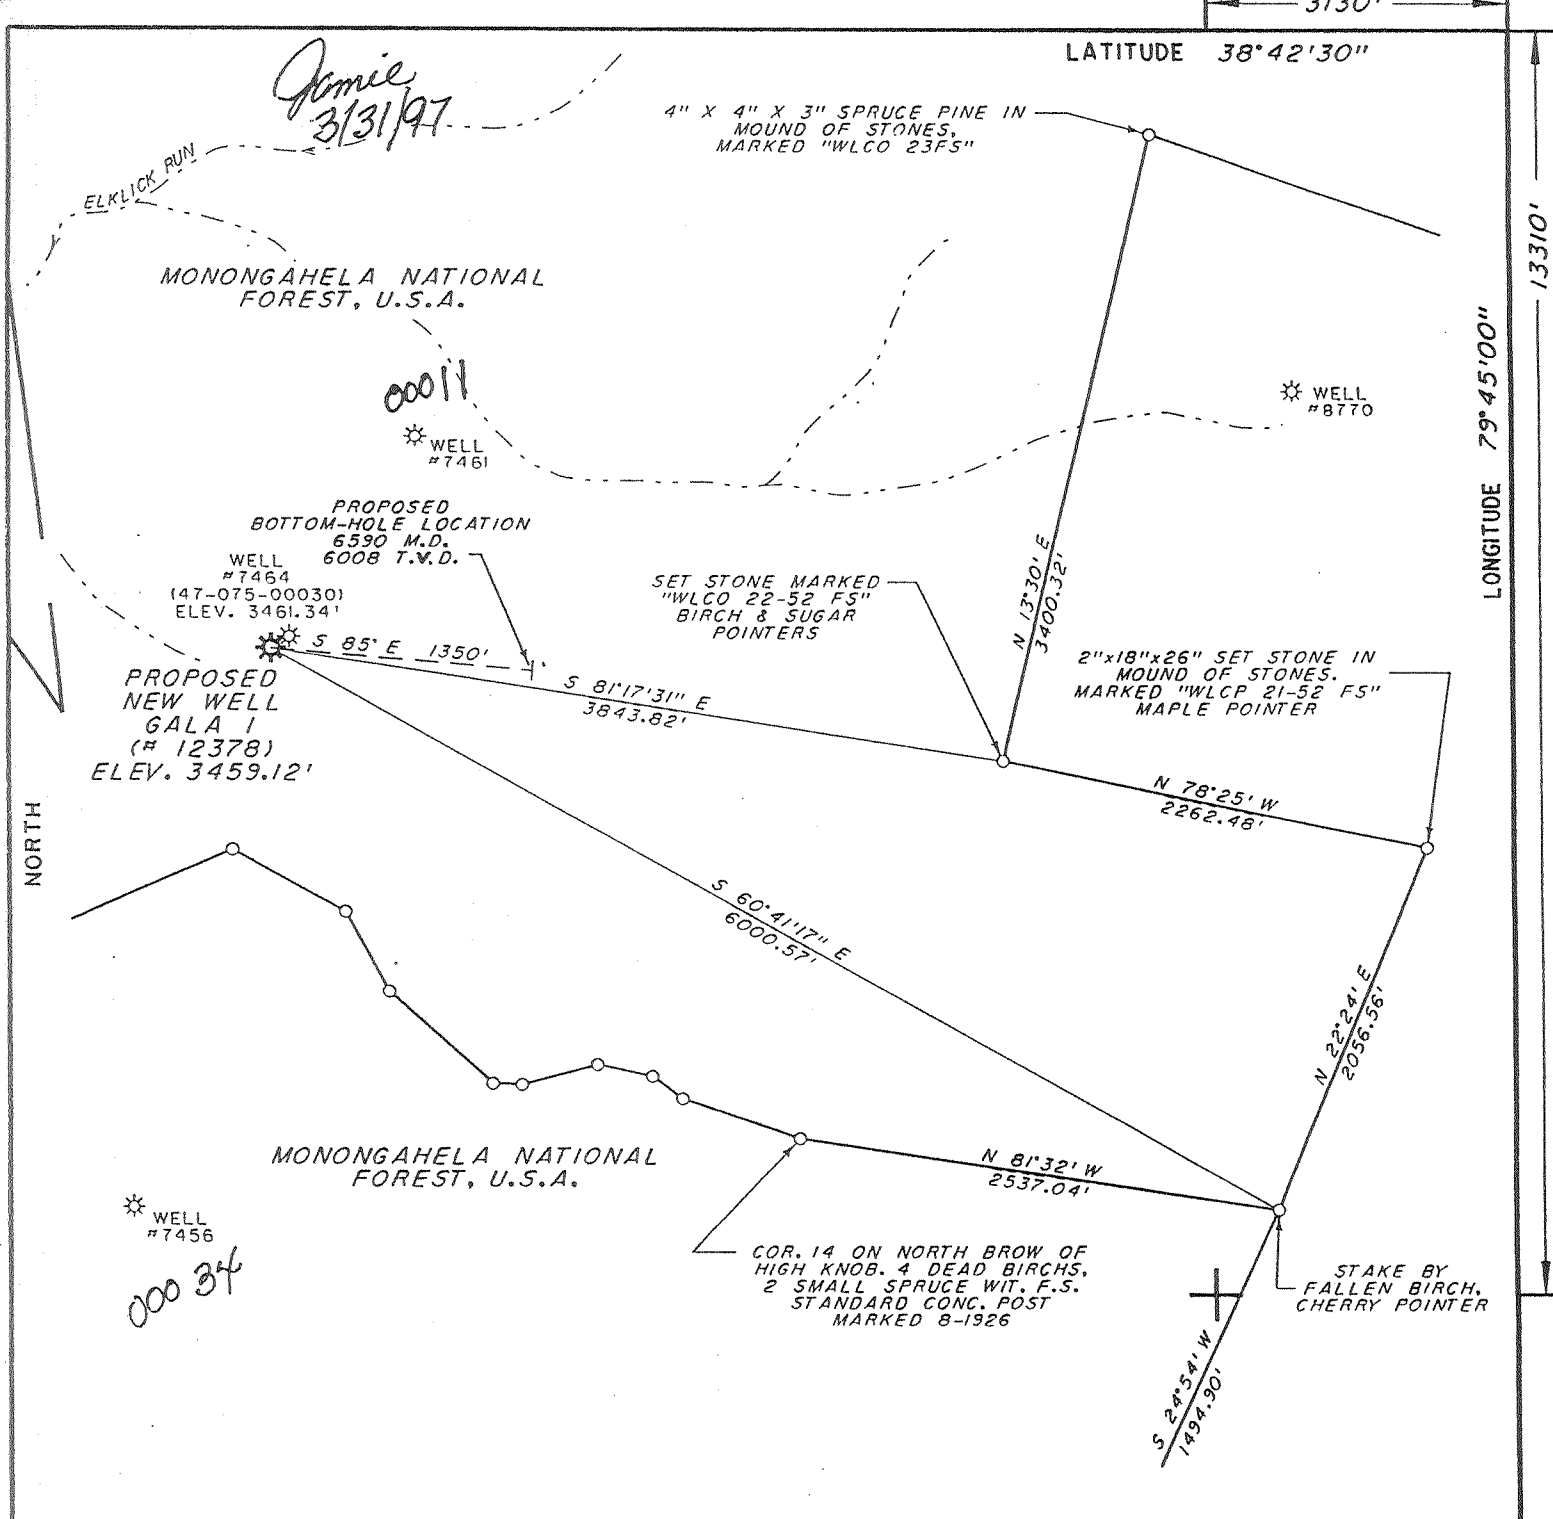 3130'
LATITUDE 38°42'30"
Jamie
3/31/97
4" X 4" X 3" SPRUCE PINE IN
MOUND OF STONES,
MARKED "WLCO 23FS"
ELKLICK RUN
13310'
MONONGAHELA NATIONAL
FOREST, U.S.A.
LONGITUDE 79°45'00"
00011
WELL
#8770
WELL
#7461
PROPOSED
BOTTOM-HOLE LOCATION
6590 M.D.
6008 T.V.D.
WELL
#7464
(47-075-00030)
ELEV. 3461.34'
N 13°30' E
3400.32'
SET STONE MARKED
"WLCO 22-52 FS"
BIRCH & SUGAR
POINTERS
S 85° E 1350'
2"x18"x26" SET STONE IN
MOUND OF STONES.
MARKED "WLCP 21-52 FS"
MAPLE POINTER
PROPOSED
NEW WELL
GALA 1
(# 12378)
ELEV. 3459.12'
S 81°17'31" E
3843.82'
N 78°25' W
2262.48'
NORTH
S 60°41'17" E
6000.57'
N 22°24' E
2056.56'
MONONGAHELA NATIONAL
FOREST, U.S.A.
N 81°32' W
2537.04'
WELL
#7456
00034
COR. 14 ON NORTH BROW OF
HIGH KNOB. 4 DEAD BIRCHS,
2 SMALL SPRUCE WIT. F.S.
STANDARD CONC. POST
MARKED 8-1926
STAKE BY
FALLEN BIRCH,
CHERRY POINTER
S 24°54' W
1494.90'